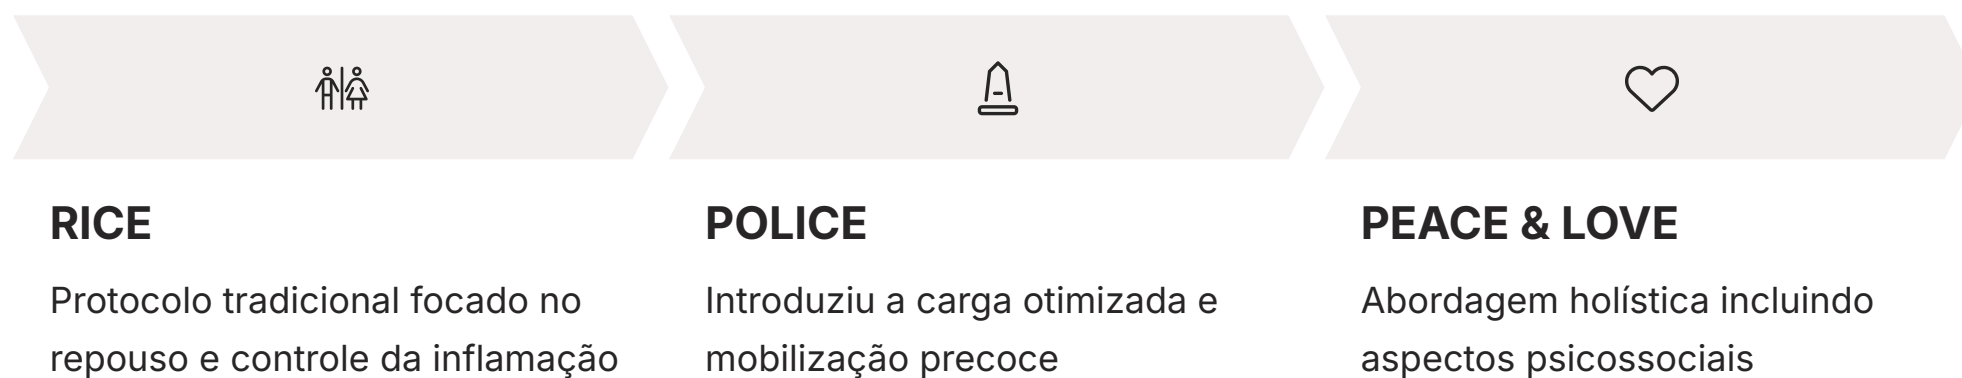 RICE
Protocolo tradicional focado no
repouso e controle da inflamação
POLICE
Introduziu a carga otimizada e
mobilização precoce
PEACE & LOVE
Abordagem holística incluindo
aspectos psicossociais